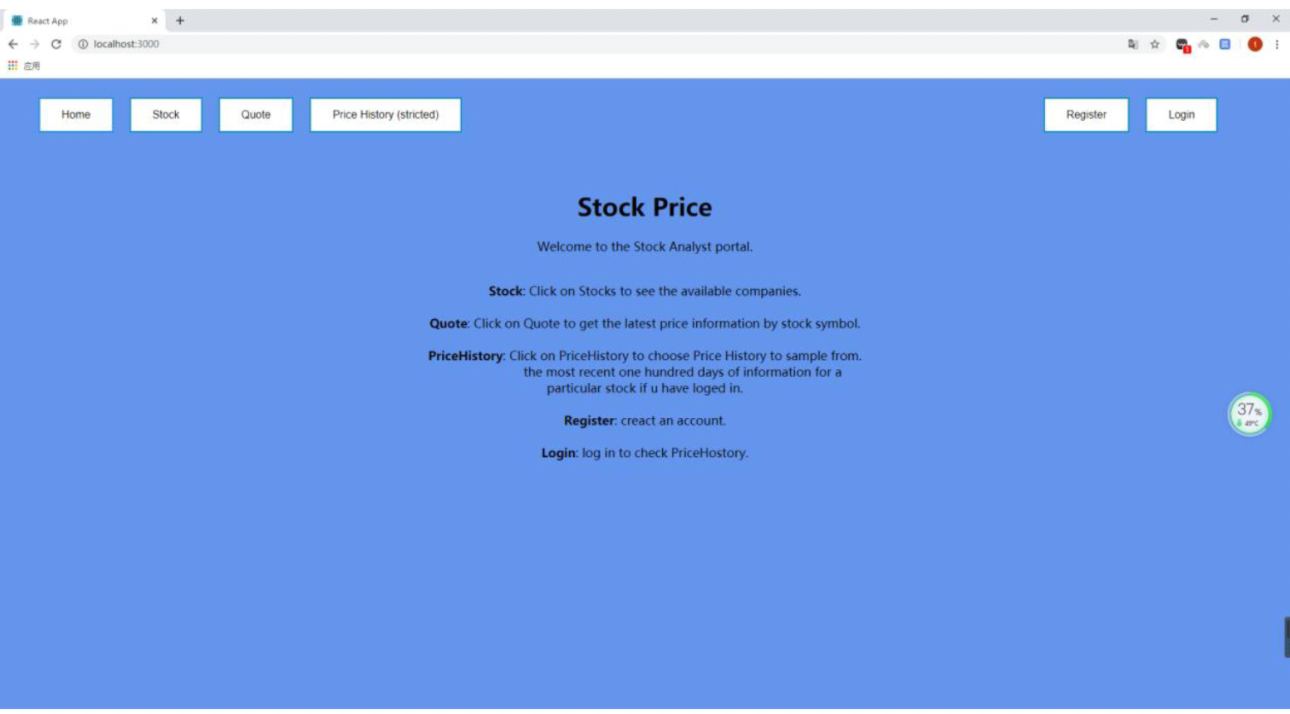 React App
localhost:3000
应用
Home Stock Quote Price History (stricted) Register Login
Stock Price
Welcome to the Stock Analyst portal.
Stock: Click on Stocks to see the available companies.
Quote: Click on Quote to get the latest price information by stock symbol.
PriceHistory: Click on PriceHistory to choose Price History to sample from.
the most recent one hundred days of information for a
particular stock if u have loged in.
Register: creact an account.
Login: log in to check PriceHostory.
37%